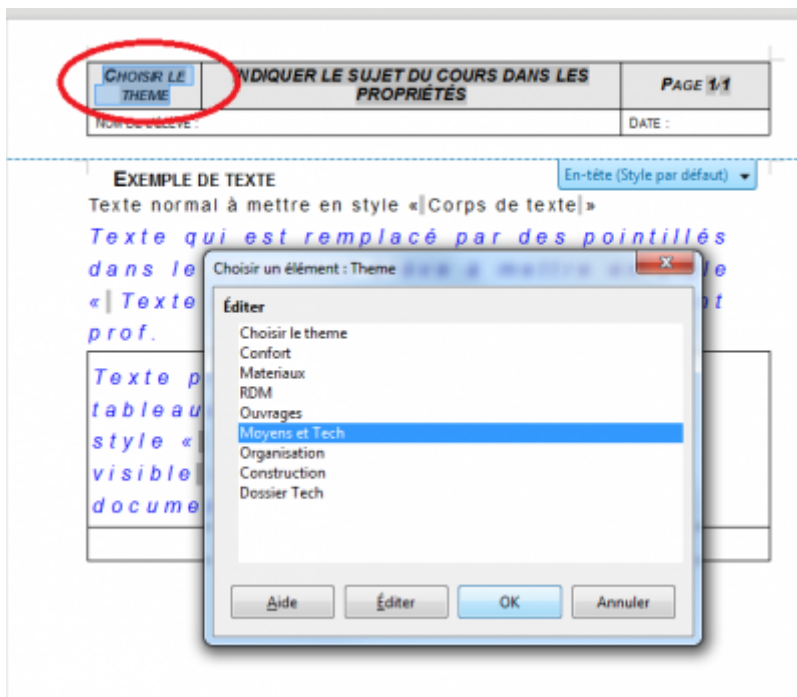 CHOISIR LE
THEME
INDIQUER LE SUJET DU COURS DANS LES
PROPRIÉTÉS
PAGE 1/1
NOM DE L'ÉLÈVE :
DATE :
En-tête (Style par défaut)
EXEMPLE DE TEXTE
Texte normal à mettre en style « Corps de texte »
Texte qui est remplacé par des pointillés
dans le
« Texte
prof.
Texte
tableau
style «
visible
docume
Choisir un élément : Theme
Éditer
Choisir le theme
Confort
Materiaux
RDM
Ouvrages
Moyens et Tech
Organisation
Construction
Dossier Tech
Aide
Éditer
OK
Annuler